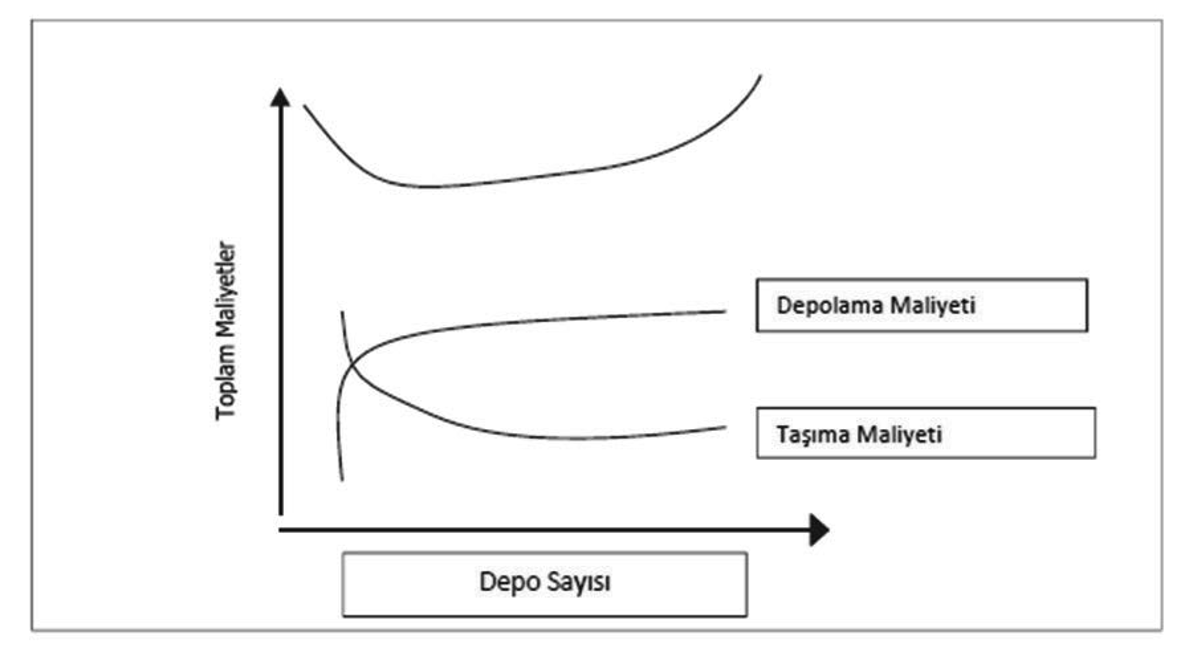 Toplam Maliyetler
Depolama Maliyeti
Taşıma Maliyeti
Depo Sayısı